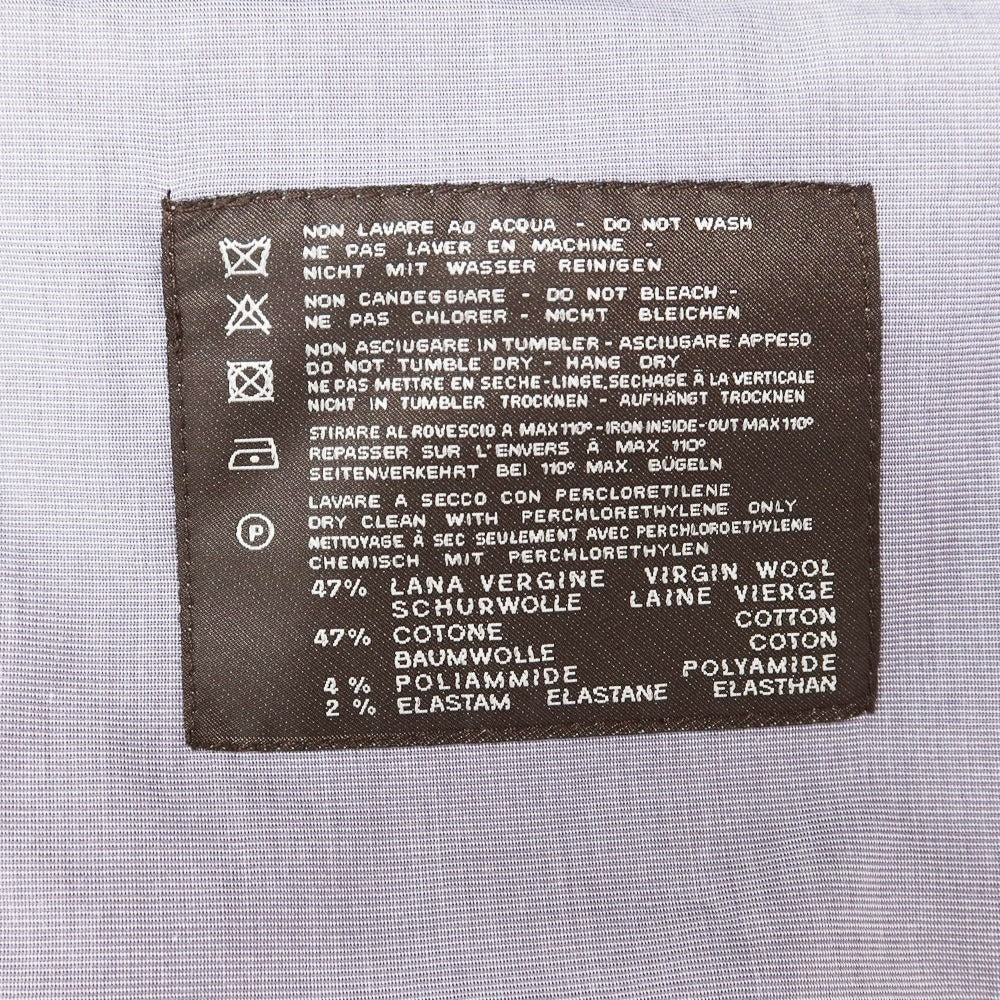 NON LAVARE AD ACQUA - DO NOT WASH
NE PAS LAVER EN MACHINE -
NICHT MIT WASSER REINIGEN
NON CANDEGGIARE - DO NOT BLEACH -
NE PAS CHLORER - NICHT BLEICHEN
NON ASCIUGARE IN TUMBLER - ASCIUGARE APPESO
DO NOT TUMBLE DRY - HANG DRY
NE PAS METTRE EN SECHE-LINGE,SECHAGE À LA VERTICALE
NICHT IN TUMBLER TROCKNEN - AUFHÄNGT TROCKNEN
STIRARE AL ROVESCIO A MAX 110° - IRON INSIDE-OUT MAX 110°
REPASSER SUR L'ENVERS À MAX 110°
SEITENVERKEHRT BEI 110° MAX. BÜGELN
P
LAVARE A SECCO CON PERCLORETILENE
DRY CLEAN WITH PERCHLORETHYLENE ONLY
NETTOYAGE À SEC SEULEMENT AVEC PERCHLOROETHYLENE
CHEMISCH MIT PERCHLORETHYLEN
47% LANA VERGINE VIRGIN WOOL
SCHURWOLLE LAINE VIERGE
47% COTONE COTTON
BAUMWOLLE COTON
4 % POLIAMMIDE POLYAMIDE
2 % ELASTAM ELASTANE ELASTHAN